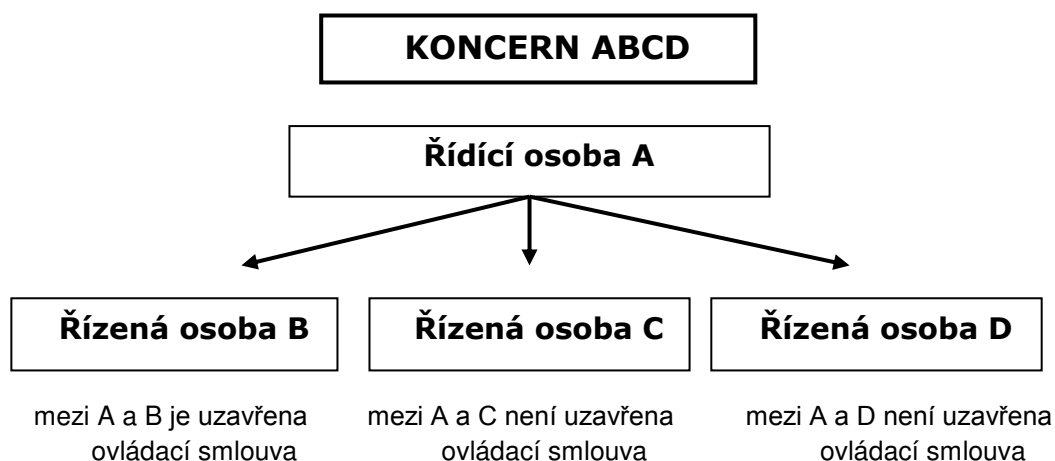 KONCERN ABCD
Řídící osoba A
Řízená osoba B
Řízená osoba C
Řízená osoba D
mezi A a B je uzavřena
ovládací smlouva
mezi A a C není uzavřena
ovládací smlouva
mezi A a D není uzavřena
ovládací smlouva